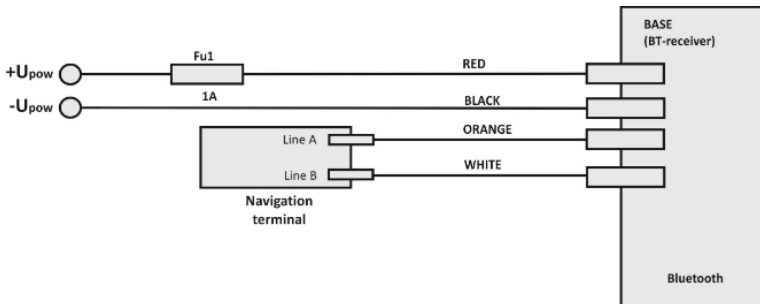 BASE
(BT-receiver)
Fu1
RED
+Upow
1A
BLACK
-Upow
ORANGE
Line A
WHITE
Line B
Navigation
terminal
Bluetooth